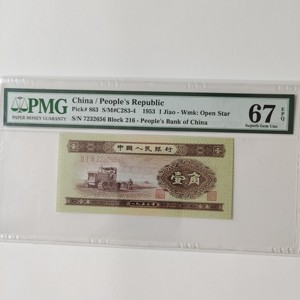 PMG
PAPER MONEY GUARANTY
China / People's Republic
Pick# 863 S/M#C283-4 1953 1 Jiao - Wmk: Open Star
S/N 7232656 Block 216 - People's Bank of China
67 EPQ
Superb Gem Unc
中國人民銀行
壹角